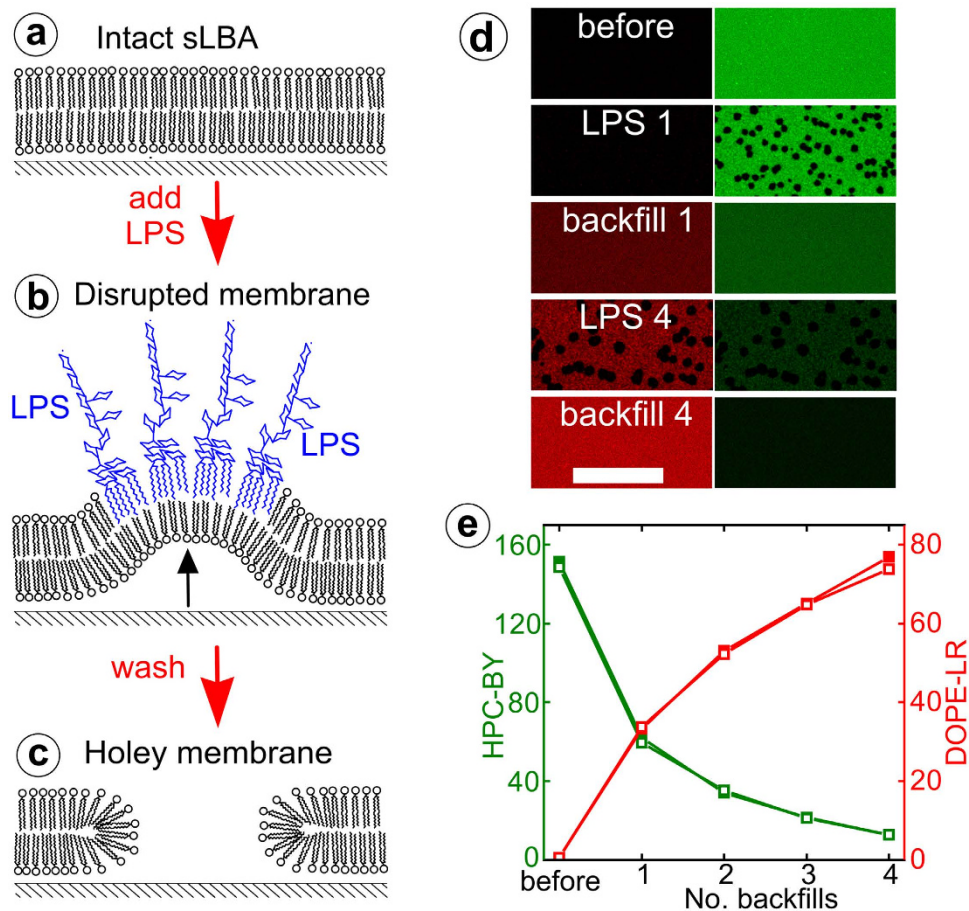 a
Intact sLBA
add
LPS
b
Disrupted membrane
LPS
LPS
wash
c
Holey membrane
d
before
LPS 1
backfill 1
LPS 4
backfill 4
e
160
120
80
40
0
HPC-BY
80
60
40
20
0
DOPE-LR
before
1
2
3
4
No. backfills